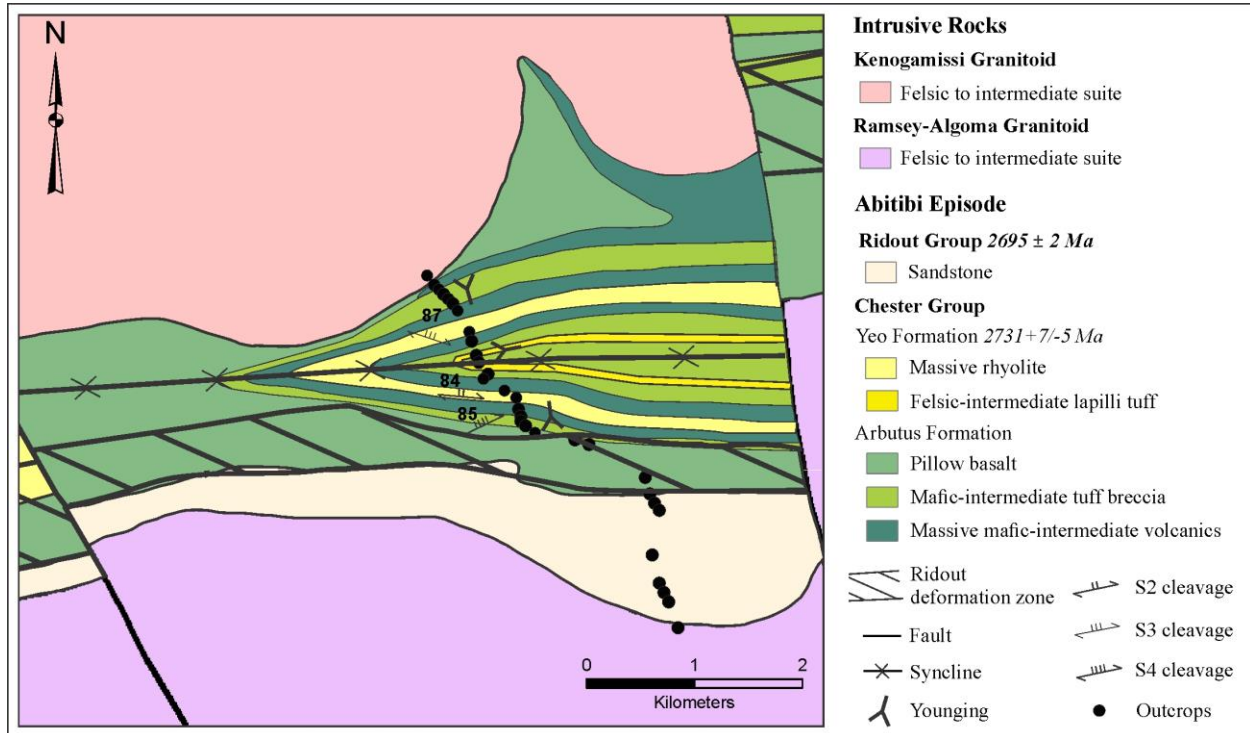 N
87
84
85
0 1 2
Kilometers
Intrusive Rocks
Kenogamissi Granitoid
Felsic to intermediate suite
Ramsey-Algoma Granitoid
Felsic to intermediate suite
Abitibi Episode
Ridout Group 2695 ± 2 Ma
Sandstone
Chester Group
Yeo Formation 2731+7/-5 Ma
Massive rhyolite
Felsic-intermediate lapilli tuff
Arbutus Formation
Pillow basalt
Mafic-intermediate tuff breccia
Massive mafic-intermediate volcanics
Ridout
deformation zone
Fault
Syncline
Younging
S2 cleavage
S3 cleavage
S4 cleavage
Outcrops